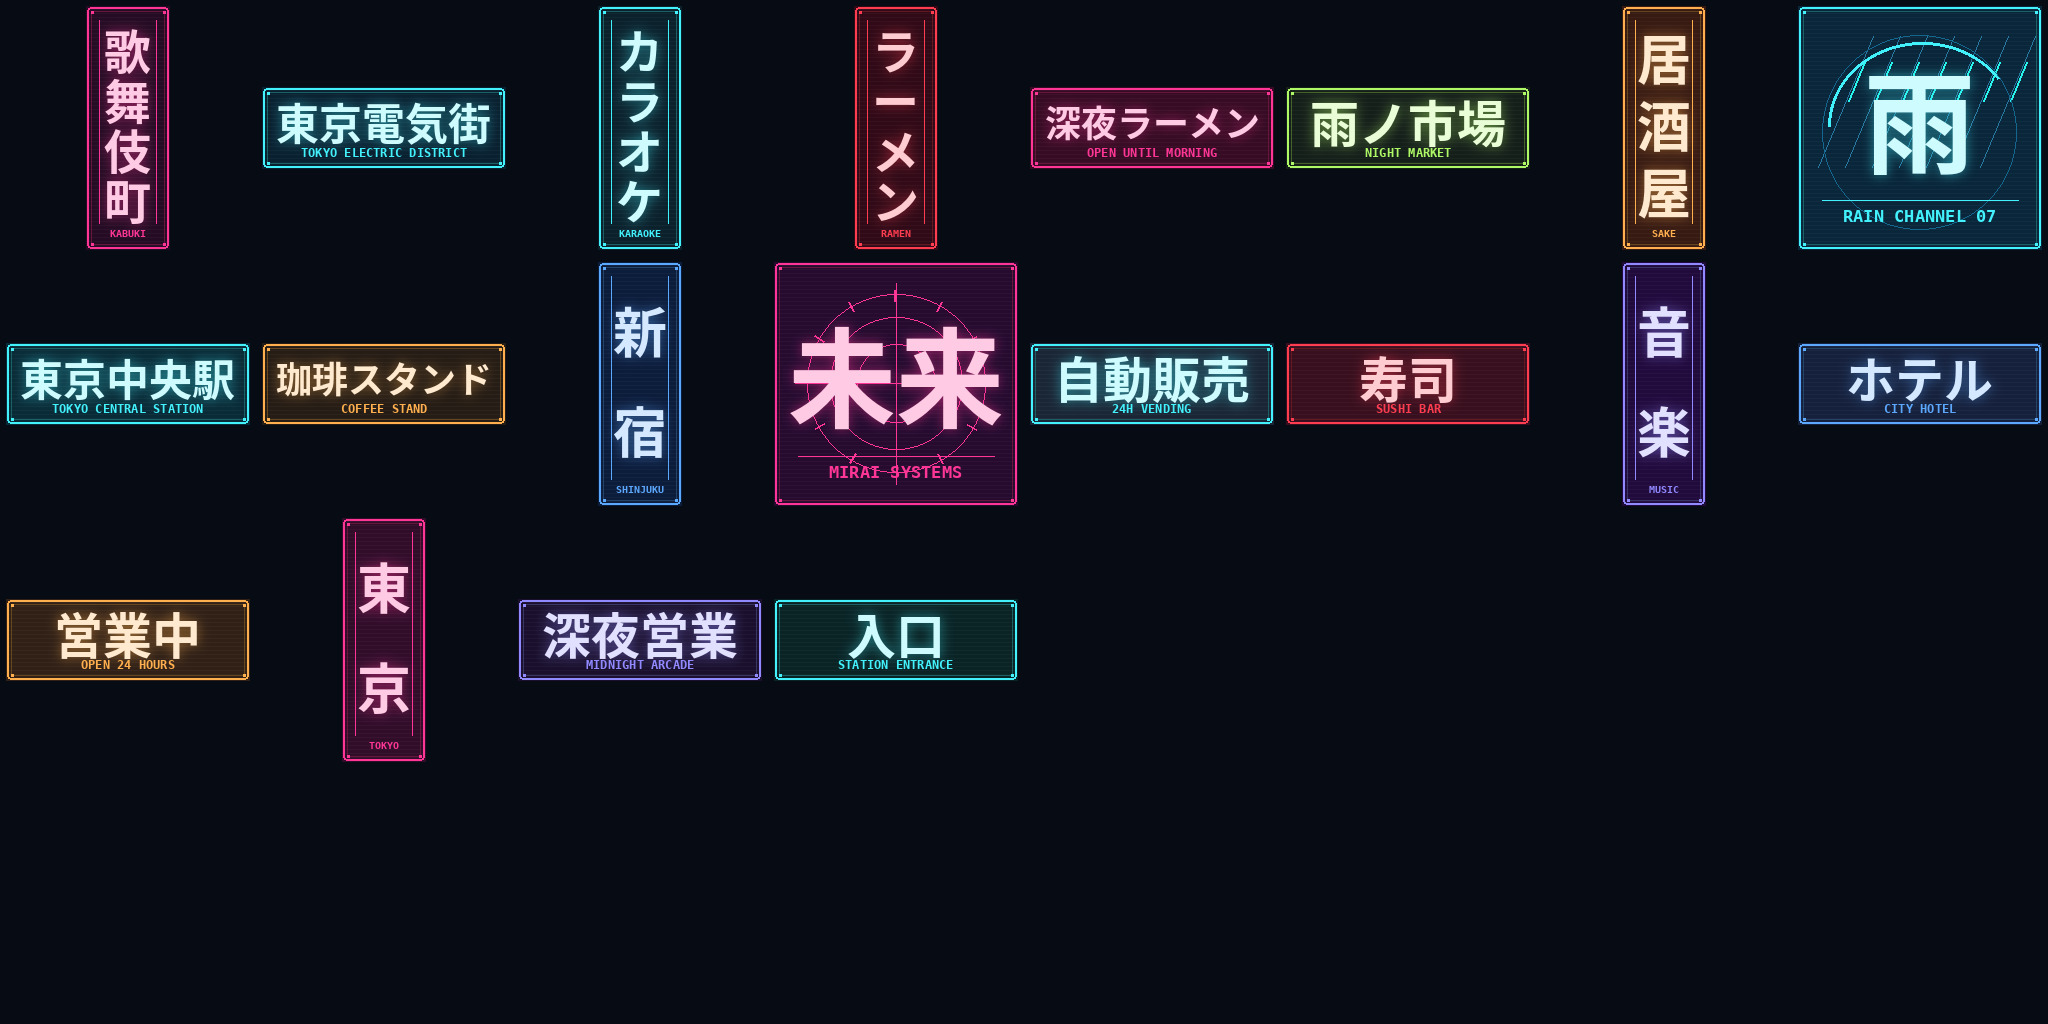 歌舞伎町
KABUKI
東京電気街
TOKYO ELECTRIC DISTRICT
カラオケ
KARAOKE
ラーメン
RAMEN
深夜ラーメン
OPEN UNTIL MORNING
雨ノ市場
NIGHT MARKET
居酒屋
SAKE
雨
RAIN CHANNEL 07
東京中央駅
TOKYO CENTRAL STATION
珈琲スタンド
COFFEE STAND
新宿
SHINJUKU
未来
MIRAI SYSTEMS
自動販売
24H VENDING
寿司
SUSHI BAR
音楽
MUSIC
ホテル
CITY HOTEL
営業中
OPEN 24 HOURS
東京
TOKYO
深夜営業
MIDNIGHT ARCADE
入口
STATION ENTRANCE